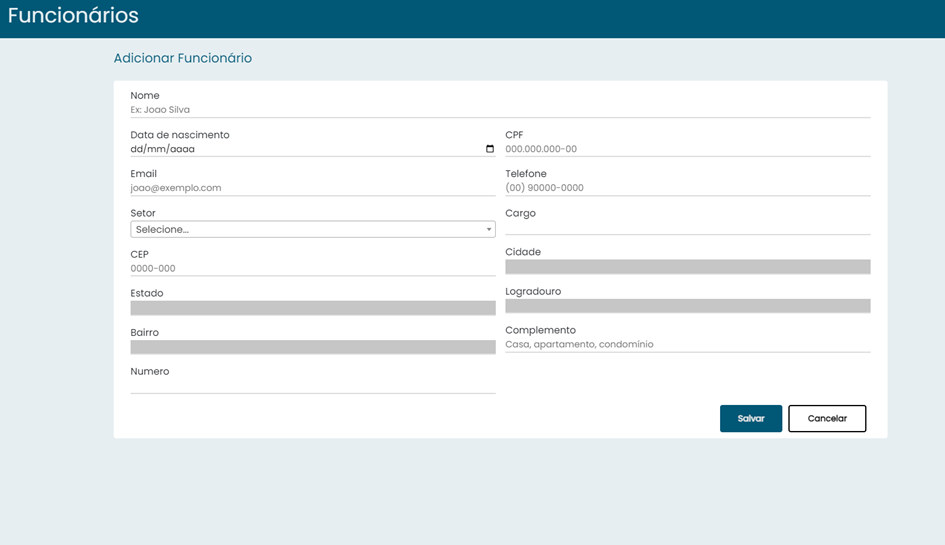 Funcionários
Adicionar Funcionário
Nome
Ex: Joao Silva
Data de nascimento
dd/mm/aaaa
CPF
000.000.000-00
Email
joao@exemplo.com
Telefone
(00) 90000-0000
Setor
Selecione...
Cargo
CEP
0000-000
Cidade
Estado
Logradouro
Bairro
Complemento
Casa, apartamento, condomínio
Numero
Salvar
Cancelar